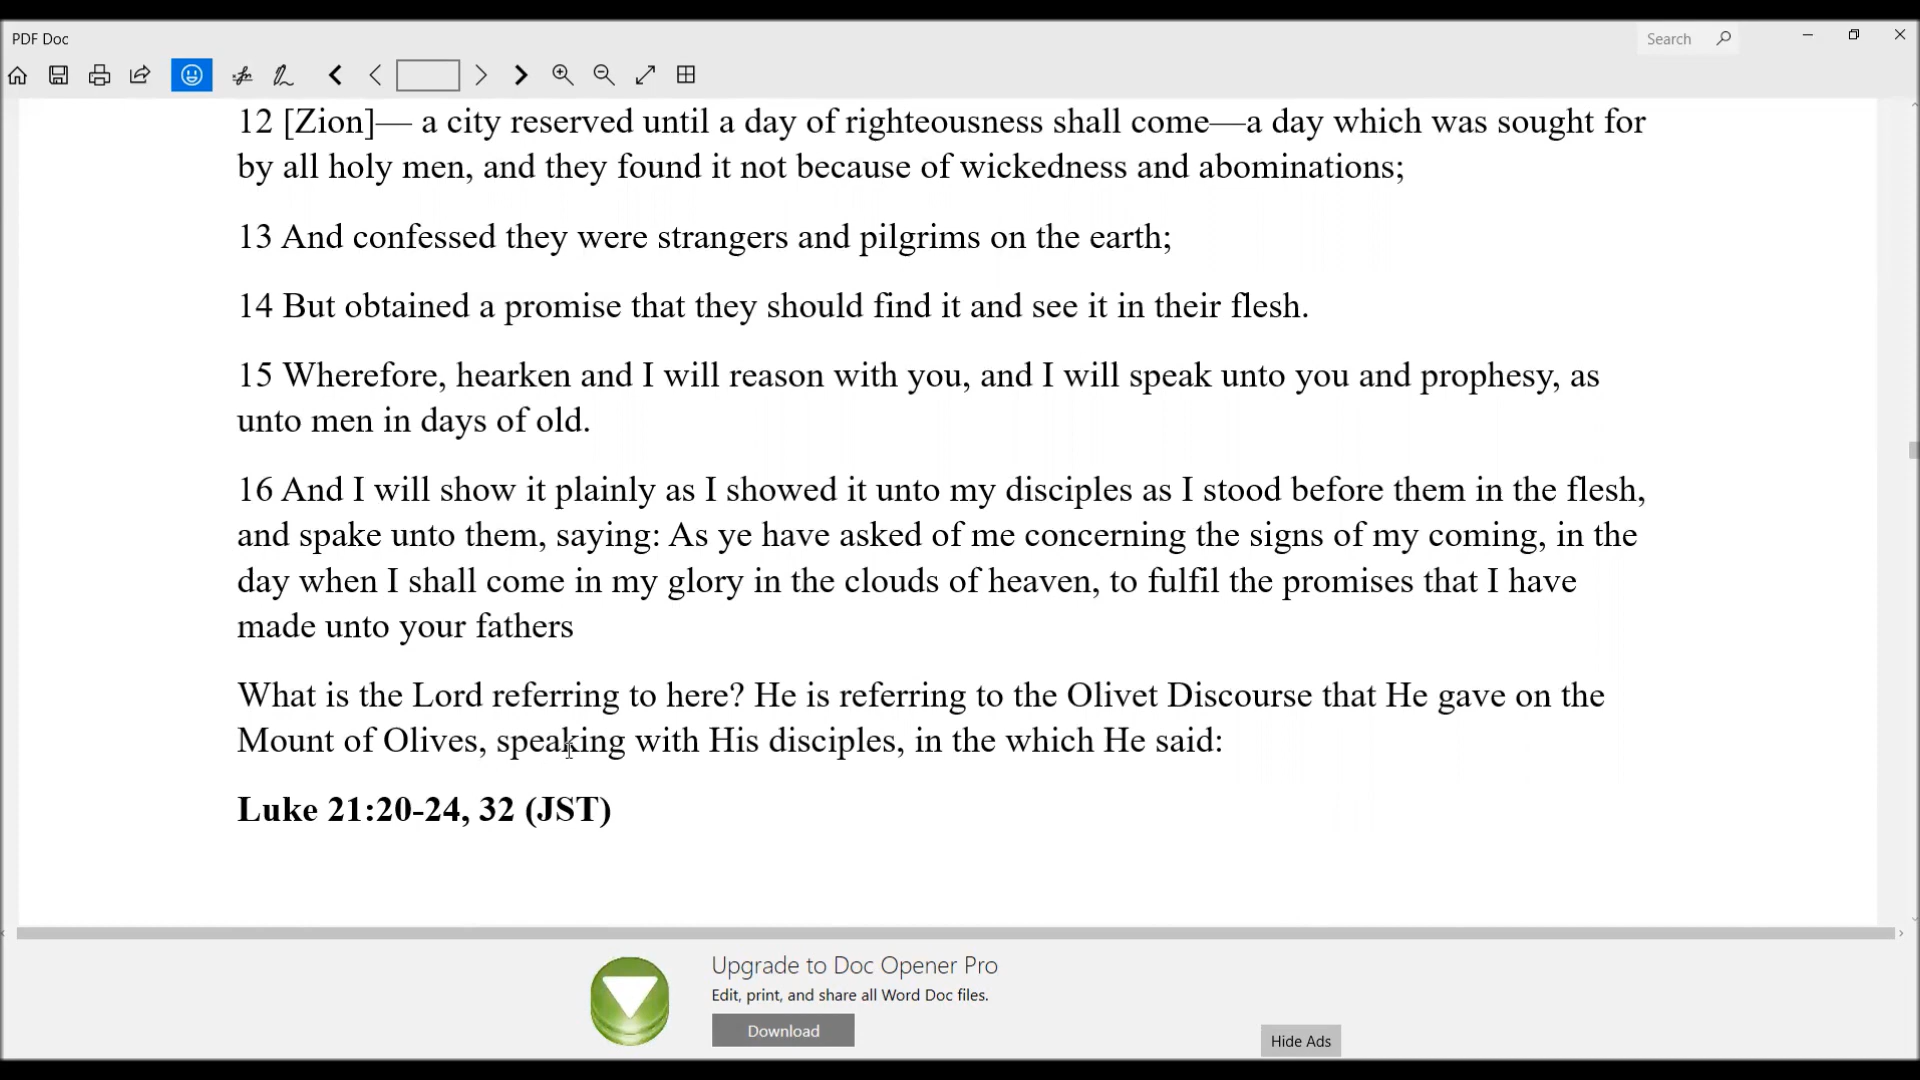 PDF Doc
Search
12 [Zion]— a city reserved until a day of righteousness shall come—a day which was sought for
by all holy men, and they found it not because of wickedness and abominations;
13 And confessed they were strangers and pilgrims on the earth;
14 But obtained a promise that they should find it and see it in their flesh.
15 Wherefore, hearken and I will reason with you, and I will speak unto you and prophesy, as
unto men in days of old.
16 And I will show it plainly as I showed it unto my disciples as I stood before them in the flesh,
and spake unto them, saying: As ye have asked of me concerning the signs of my coming, in the
day when I shall come in my glory in the clouds of heaven, to fulfil the promises that I have
made unto your fathers
What is the Lord referring to here? He is referring to the Olivet Discourse that He gave on the
Mount of Olives, speaking with His disciples, in the which He said:
Luke 21:20-24, 32 (JST)
Upgrade to Doc Opener Pro
Edit, print, and share all Word Doc files.
Download
Hide Ads